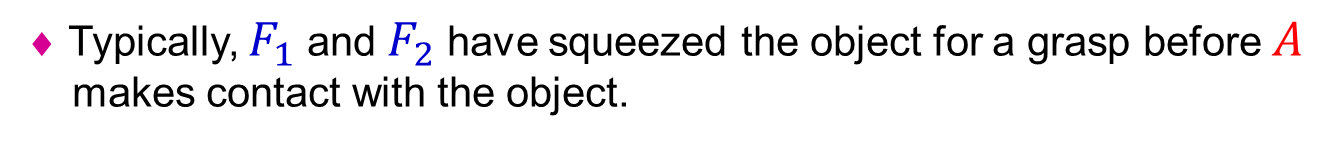 ♦ Typically, F₁ and F₂ have squeezed the object for a grasp before A
makes contact with the object.